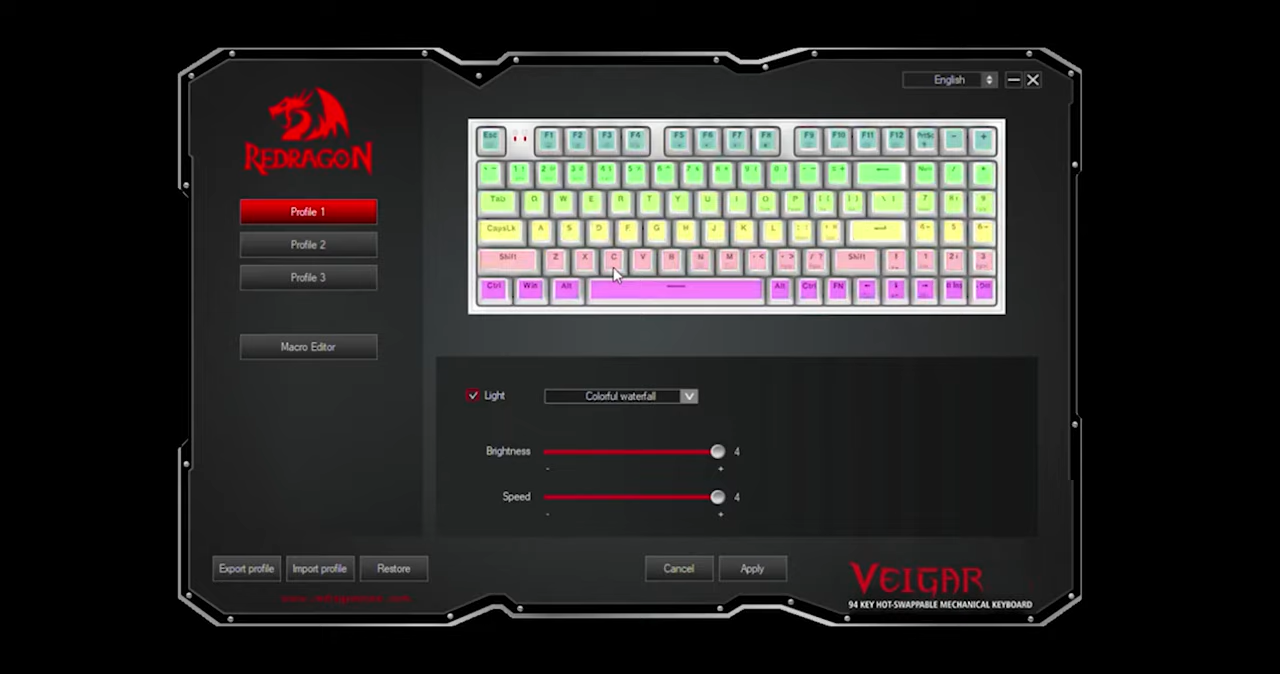 English
REDRAGON
Esc F1 F2 F3 F4 F5 F6 F7 F8 F9 F10 F11 F12 PrtSc - +
Tab Q W E R T Y U I O P
CapsLk A S D F G H J K L
Shift Z X C V B N M Shift
Ctrl Win Alt Alt Ctrl FN
Profile 1
Profile 2
Profile 3
Macro Editor
Light
Colorful waterfall
Brightness
4
- +
Speed
4
- +
Export profile
Import profile
Restore
Cancel
Apply
VEIGAR
94 KEY HOT-SWAPPABLE MECHANICAL KEYBOARD